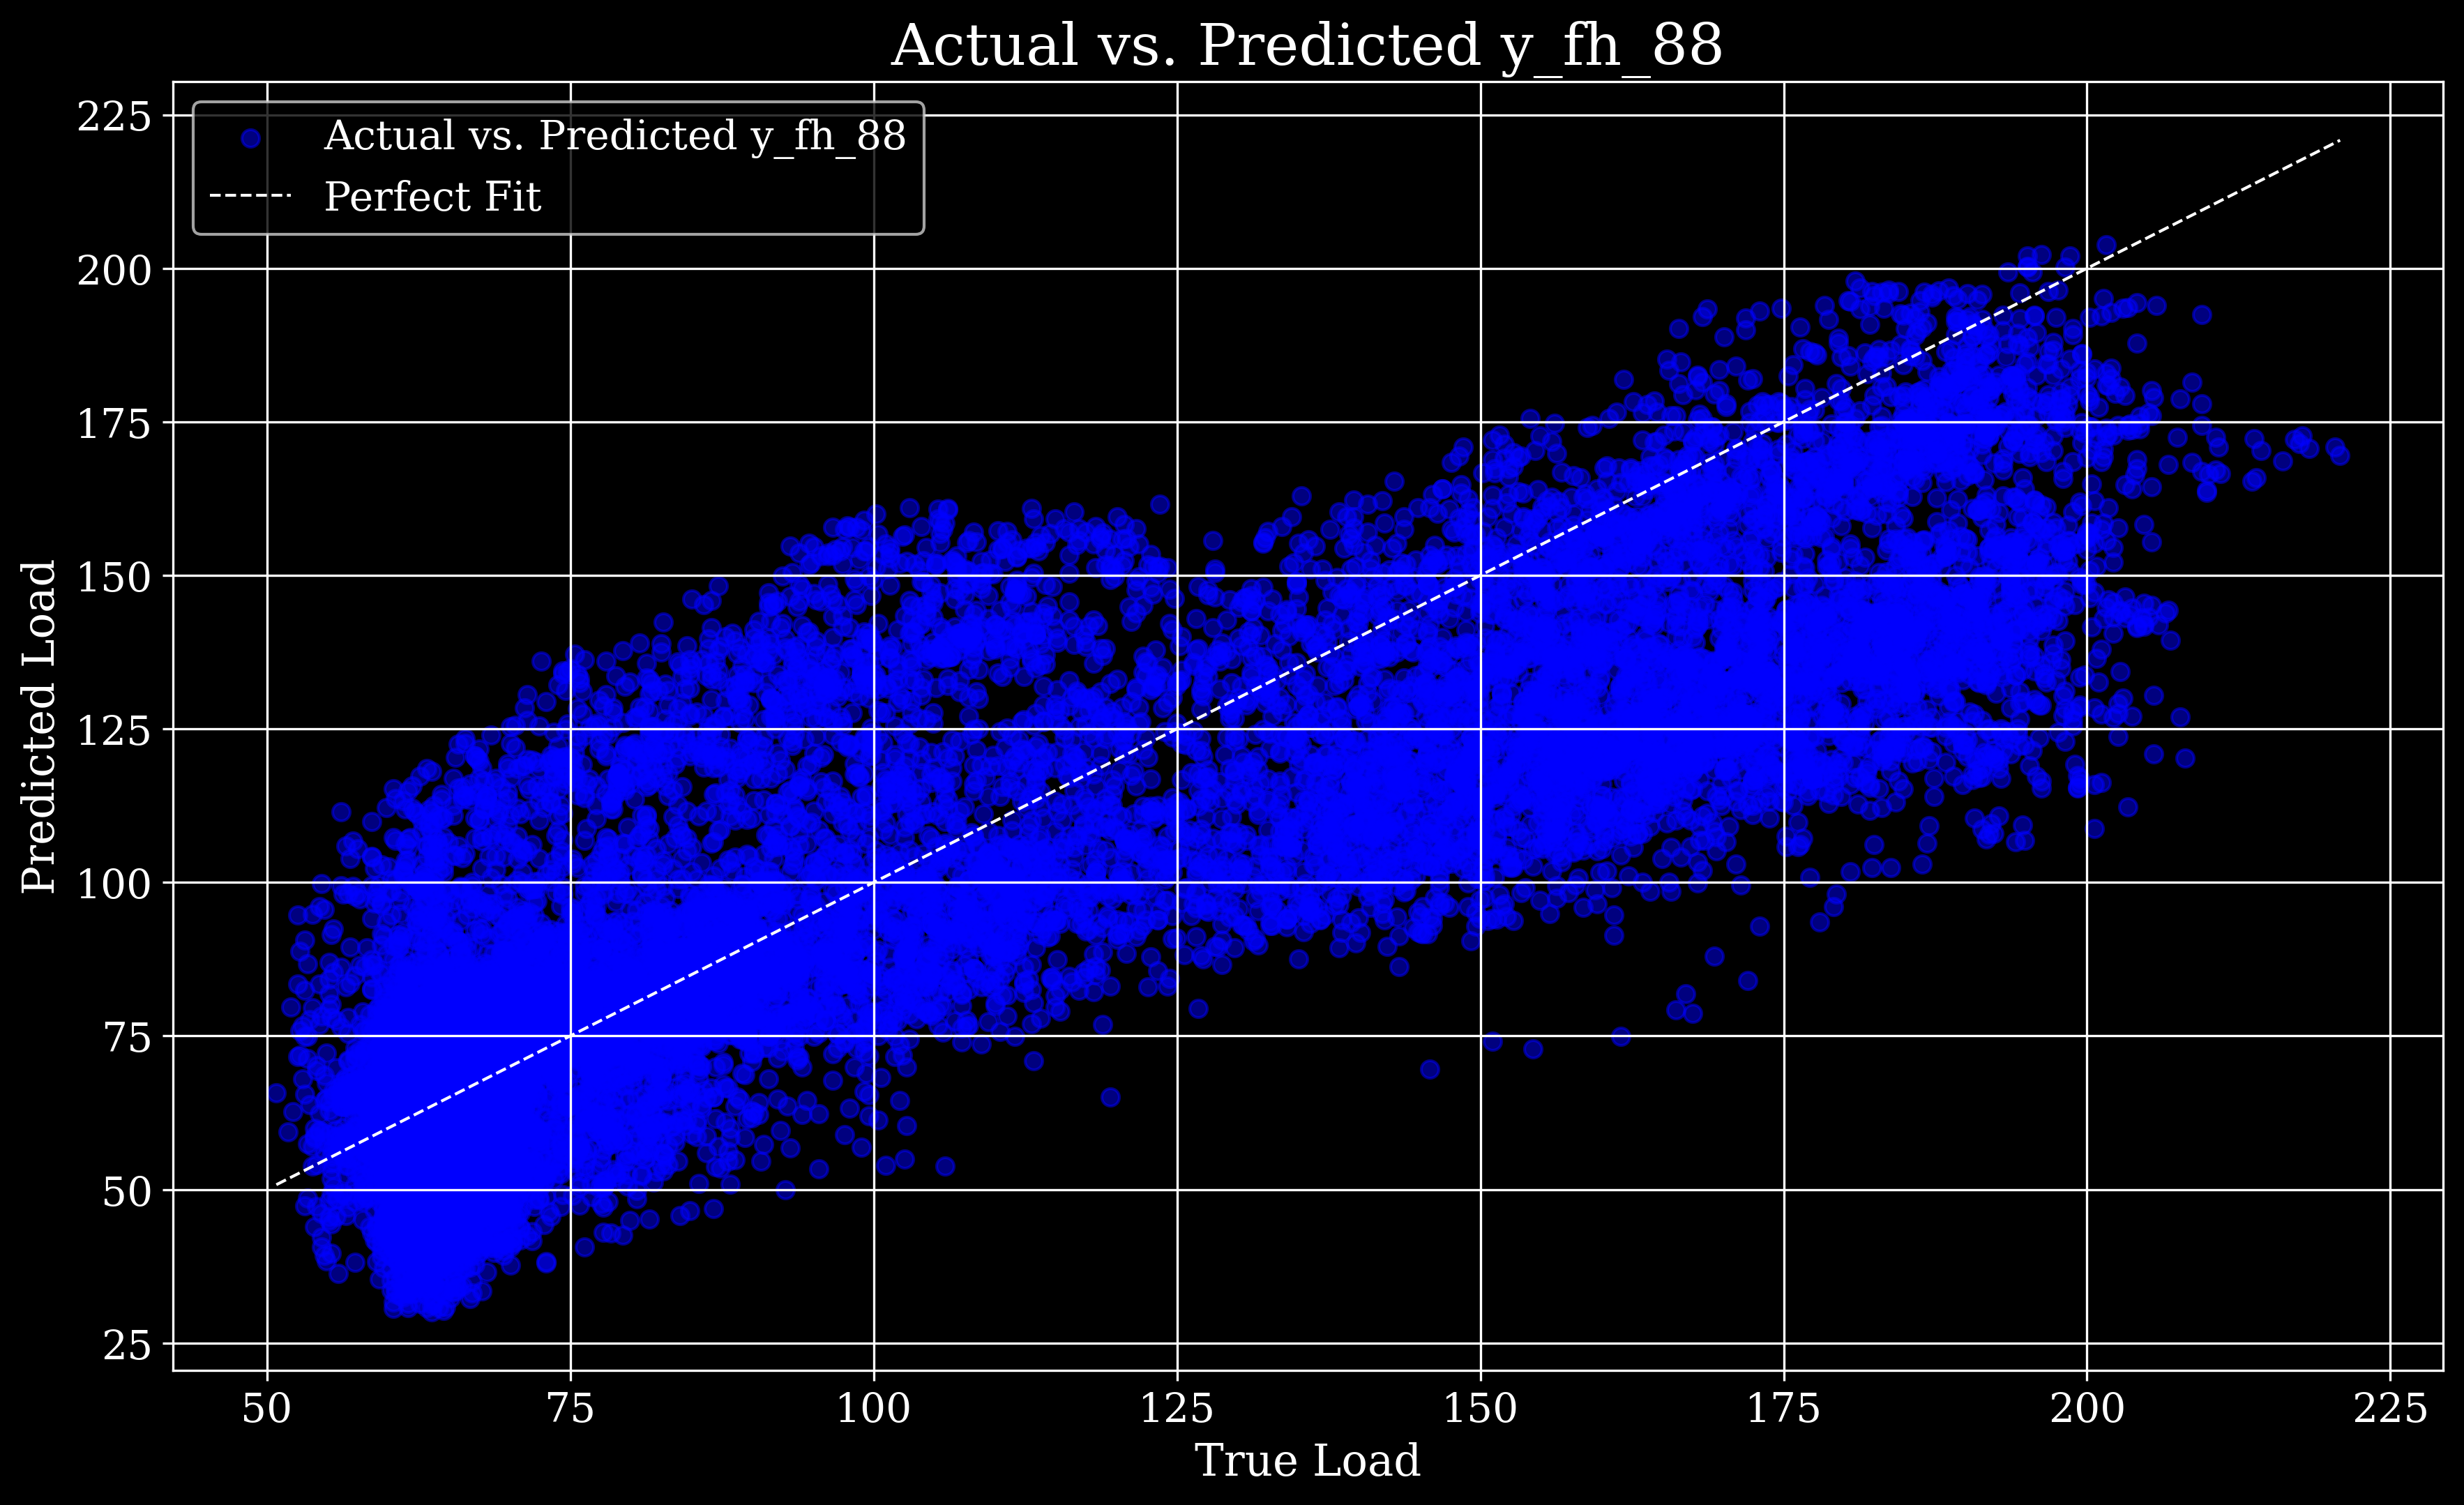 Actual vs. Predicted y_fh_88
Actual vs. Predicted y_fh_88
Perfect Fit
Predicted Load
225
200
175
150
125
100
75
50
25
50 75 100 125 150 175 200 225
True Load